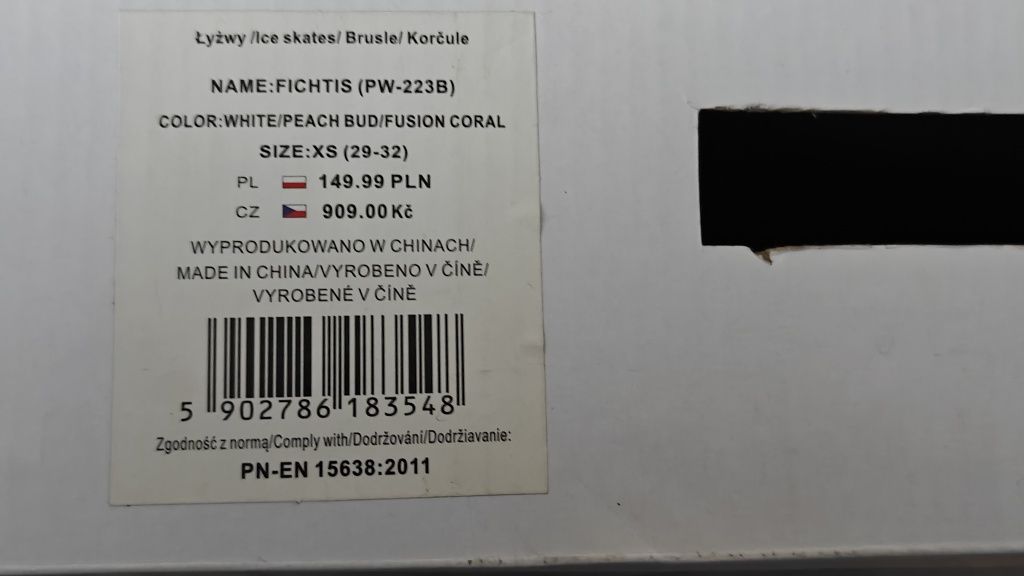 Łyżwy /Ice skates/ Brusle/ Korčule
NAME:FICHTIS (PW-223B)
COLOR:WHITE/PEACH BUD/FUSION CORAL
SIZE:XS (29-32)
PL 149.99 PLN
CZ 909.00 Kč
WYPRODUKOWANO W CHINACH/
MADE IN CHINA/VYROBENO V ČÍNĚ/
VYROBENÉ V ČÍNĚ
5 902786 183548
Zgodność z normą/Comply with/Dodržování/Dodržiavanie:
PN-EN 15638:2011